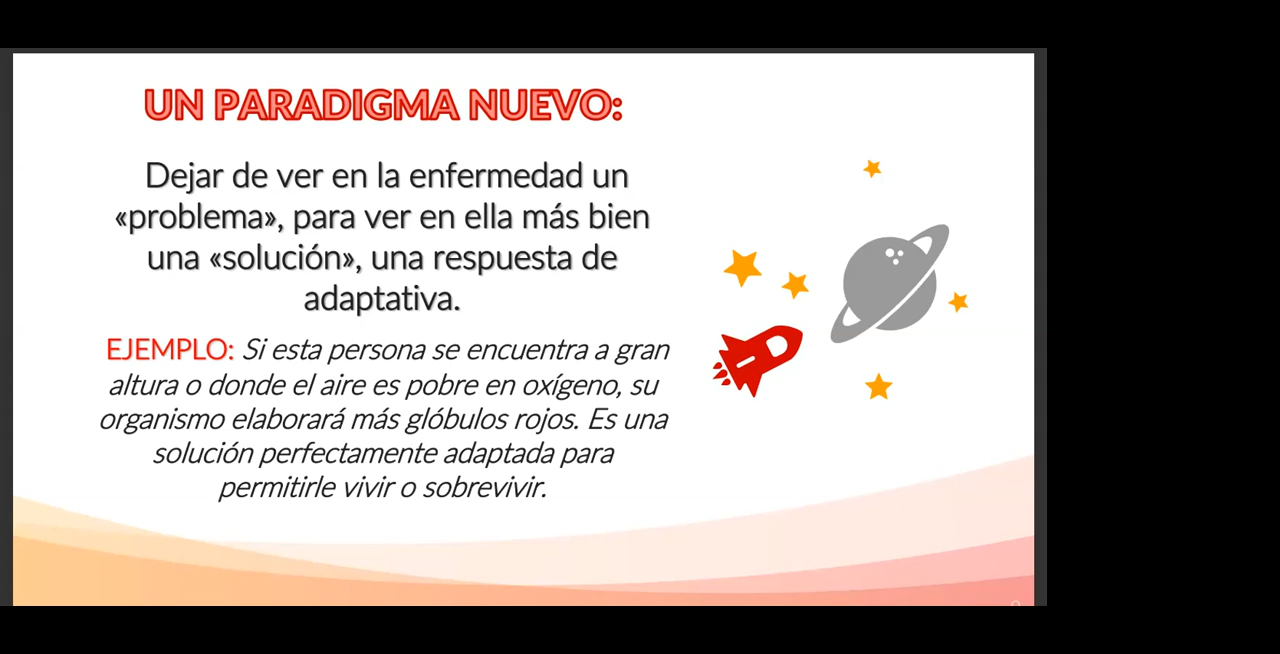 UN PARADIGMA NUEVO:
Dejar de ver en la enfermedad un
«problema», para ver en ella más bien
una «solución», una respuesta de
adaptativa.
EJEMPLO: Si esta persona se encuentra a gran
altura o donde el aire es pobre en oxígeno, su
organismo elaborará más glóbulos rojos. Es una
solución perfectamente adaptada para
permitirle vivir o sobrevivir.